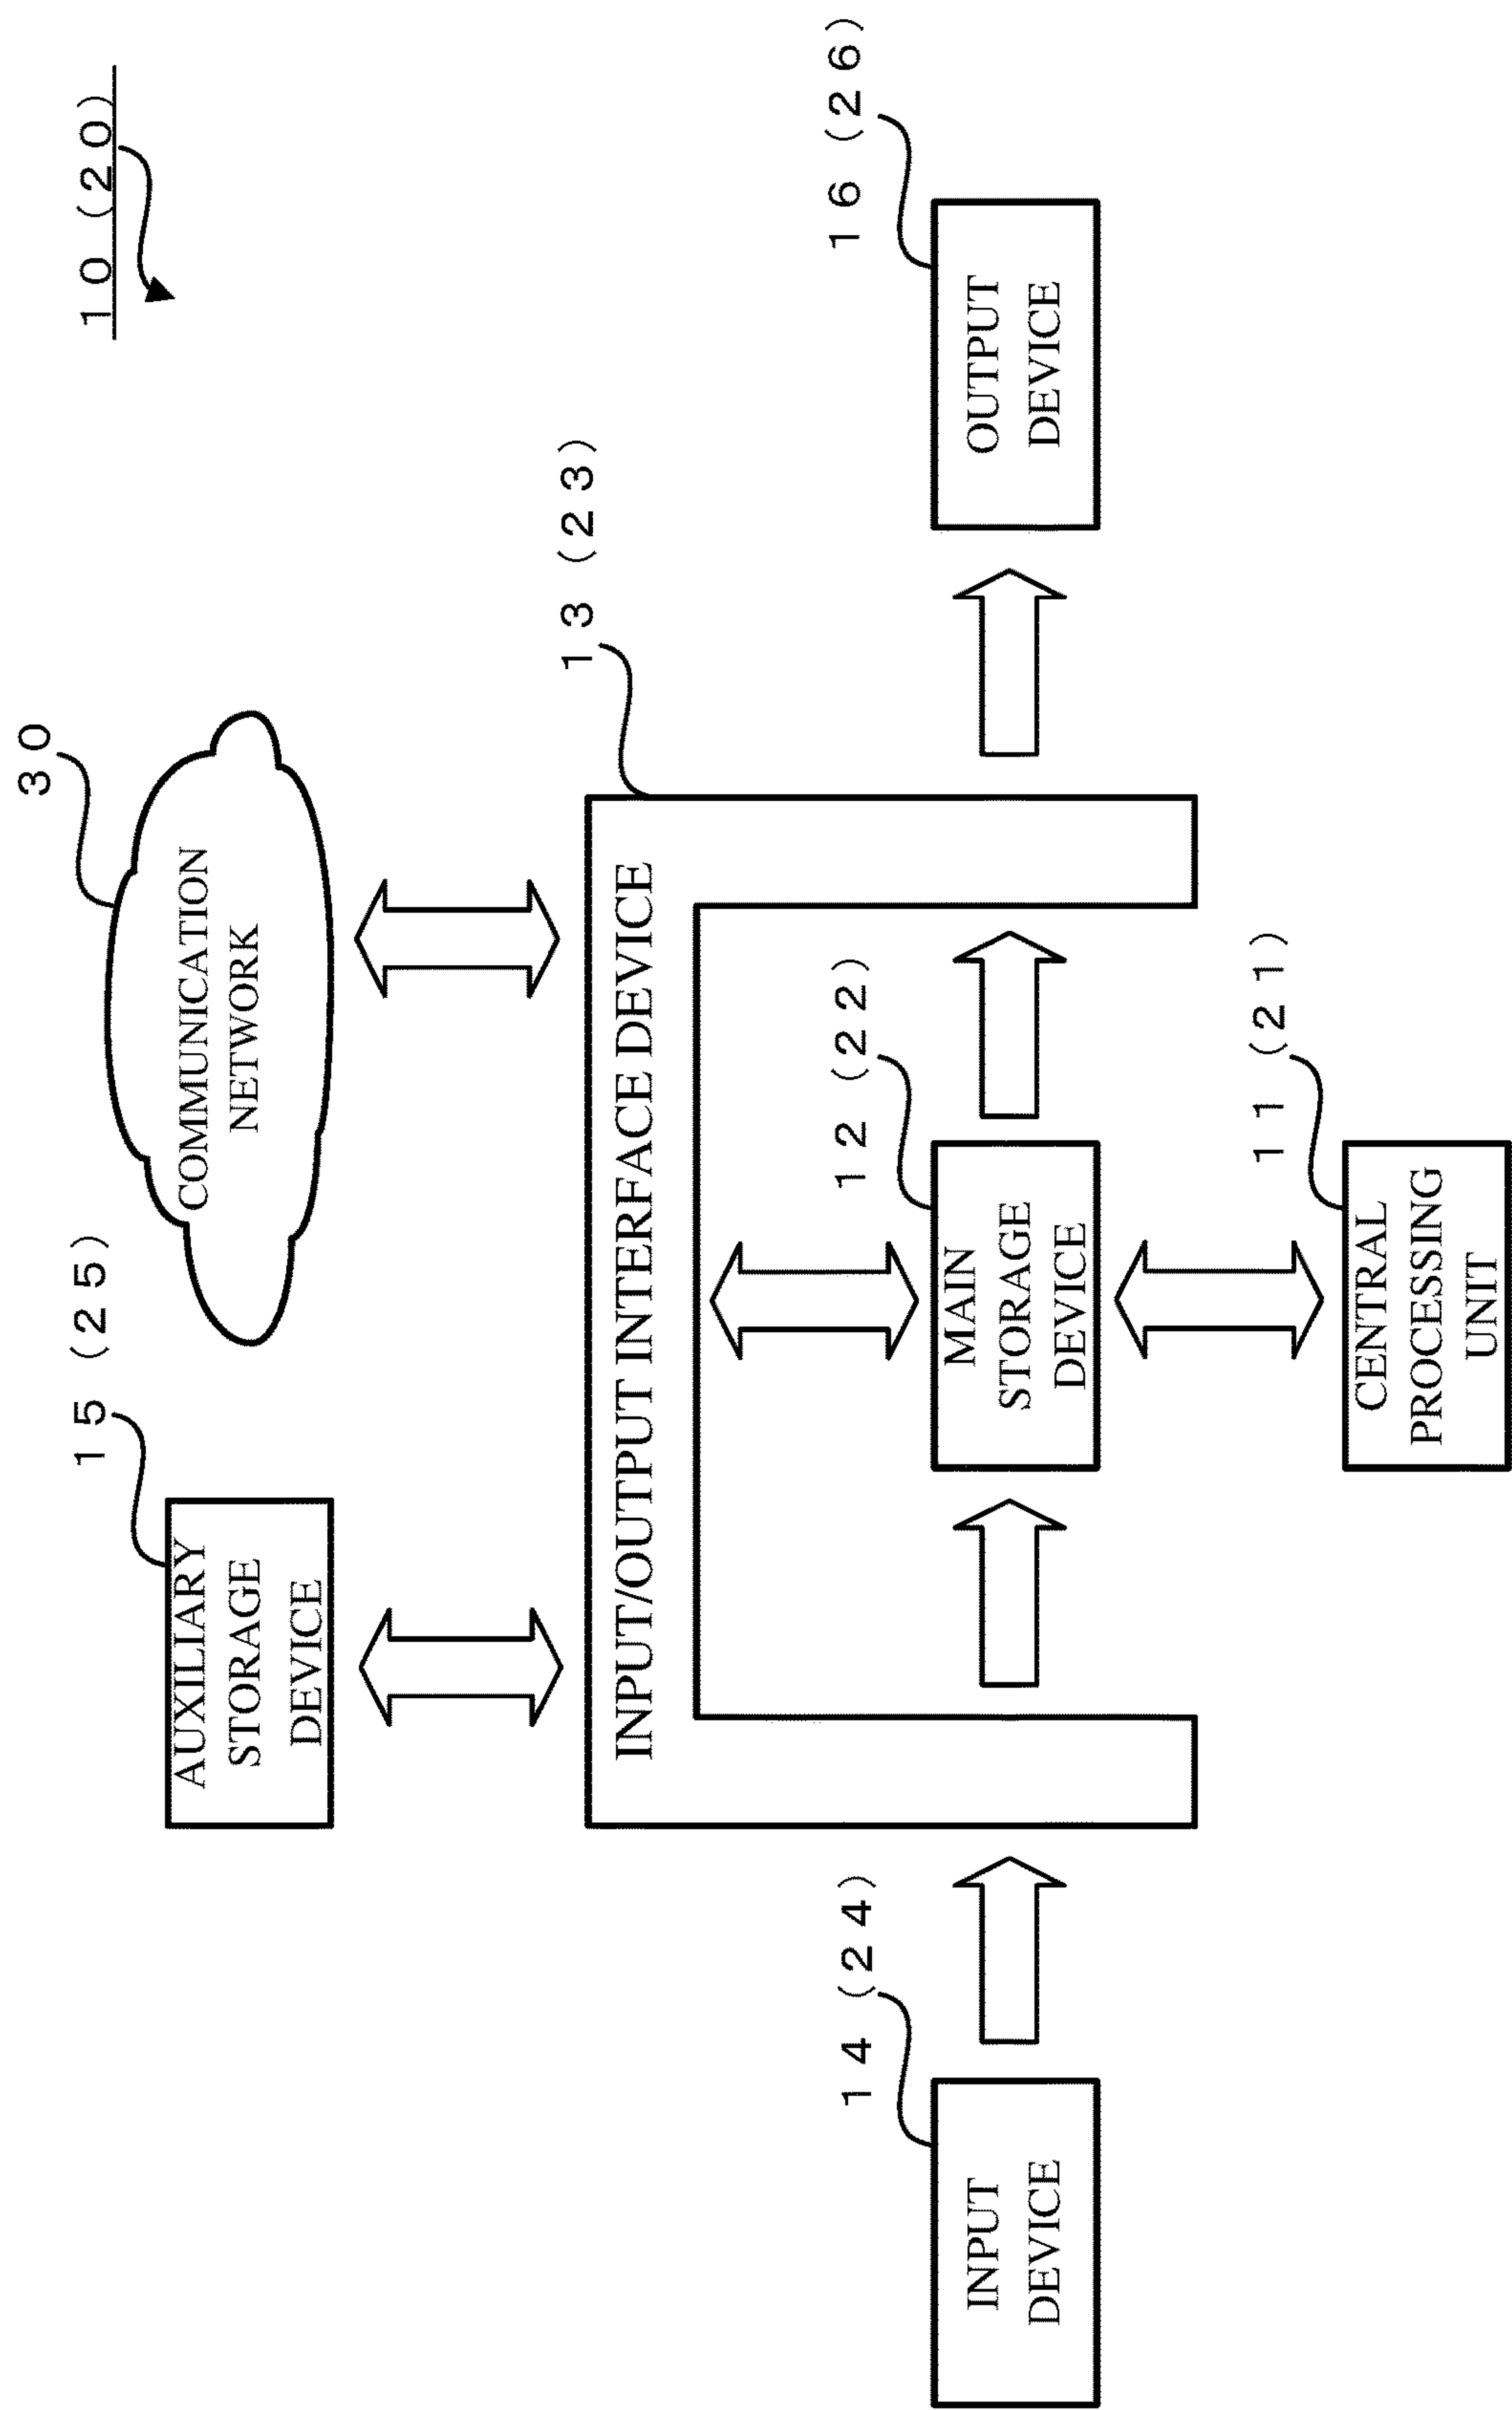 10 (20)
15 (25)
AUXILIARY
STORAGE
DEVICE
30
COMMUNICATION
NETWORK
13 (23)
INPUT/OUTPUT INTERFACE DEVICE
14 (24)
INPUT
DEVICE
12 (22)
MAIN
STORAGE
DEVICE
16 (26)
OUTPUT
DEVICE
11 (21)
CENTRAL
PROCESSING
UNIT